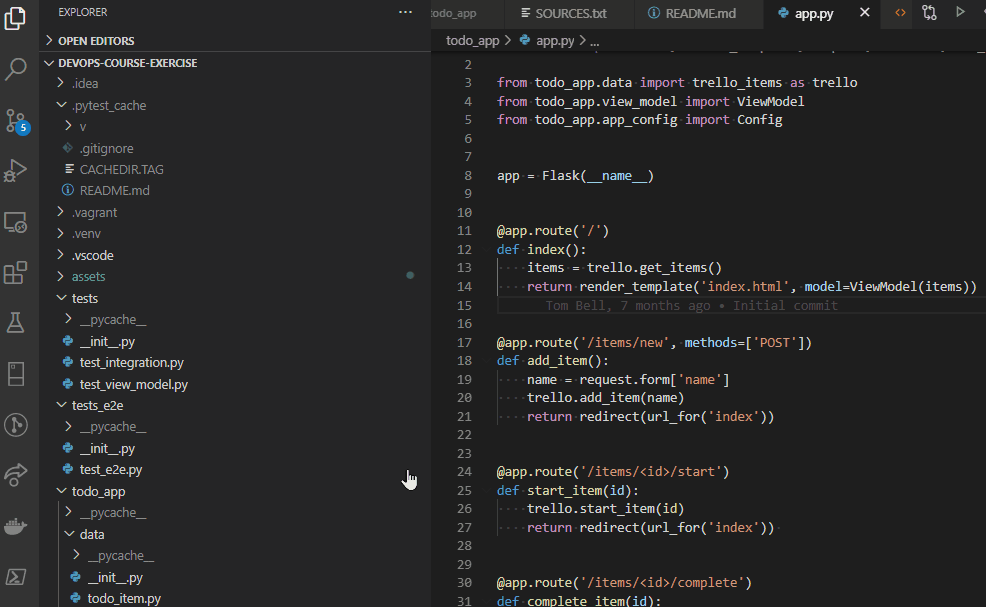 EXPLORER
...
OPEN EDITORS
DEVOPS-COURSE-EXERCISE
.idea
.pytest_cache
v
.gitignore
CACHEDIR.TAG
README.md
.vagrant
.venv
.vscode
assets
tests
__pycache__
__init__.py
test_integration.py
test_view_model.py
tests_e2e
__pycache__
__init__.py
test_e2e.py
todo_app
__pycache__
data
__pycache__
__init__.py
todo_item.py
5
todo_app SOURCES.txt README.md app.py
todo_app > app.py > ...
2
3 from todo_app.data import trello_items as trello
4 from todo_app.view_model import ViewModel
5 from todo_app.app_config import Config
6
7
8 app = Flask(__name__)
9
10
11 @app.route('/')
12 def index():
13 ····items = trello.get_items()
14 ····return render_template('index.html', model=ViewModel(items))
15 Tom Bell, 7 months ago • Initial commit
16
17 @app.route('/items/new', methods=['POST'])
18 def add_item():
19 ····name = request.form['name']
20 ····trello.add_item(name)
21 ····return redirect(url_for('index'))
22
23
24 @app.route('/items/<id>/start')
25 def start_item(id):
26 ····trello.start_item(id)
27 ····return redirect(url_for('index'))
28
29
30 @app.route('/items/<id>/complete')
31 def complete_item(id):